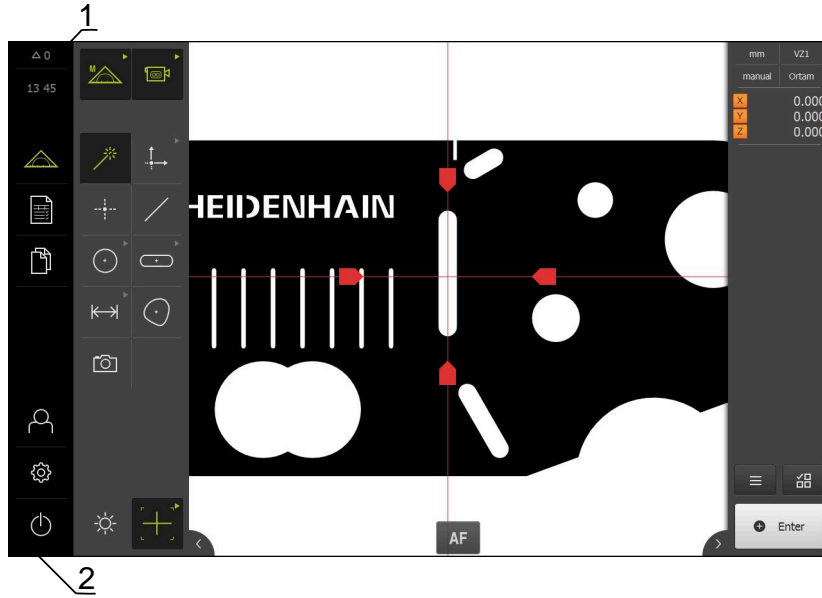 1
△ 0
13 45
M
HEIDENHAIN
AF
mm VZ1
manual Ortam
X 0.000
Y 0.000
Z 0.000
Enter
2